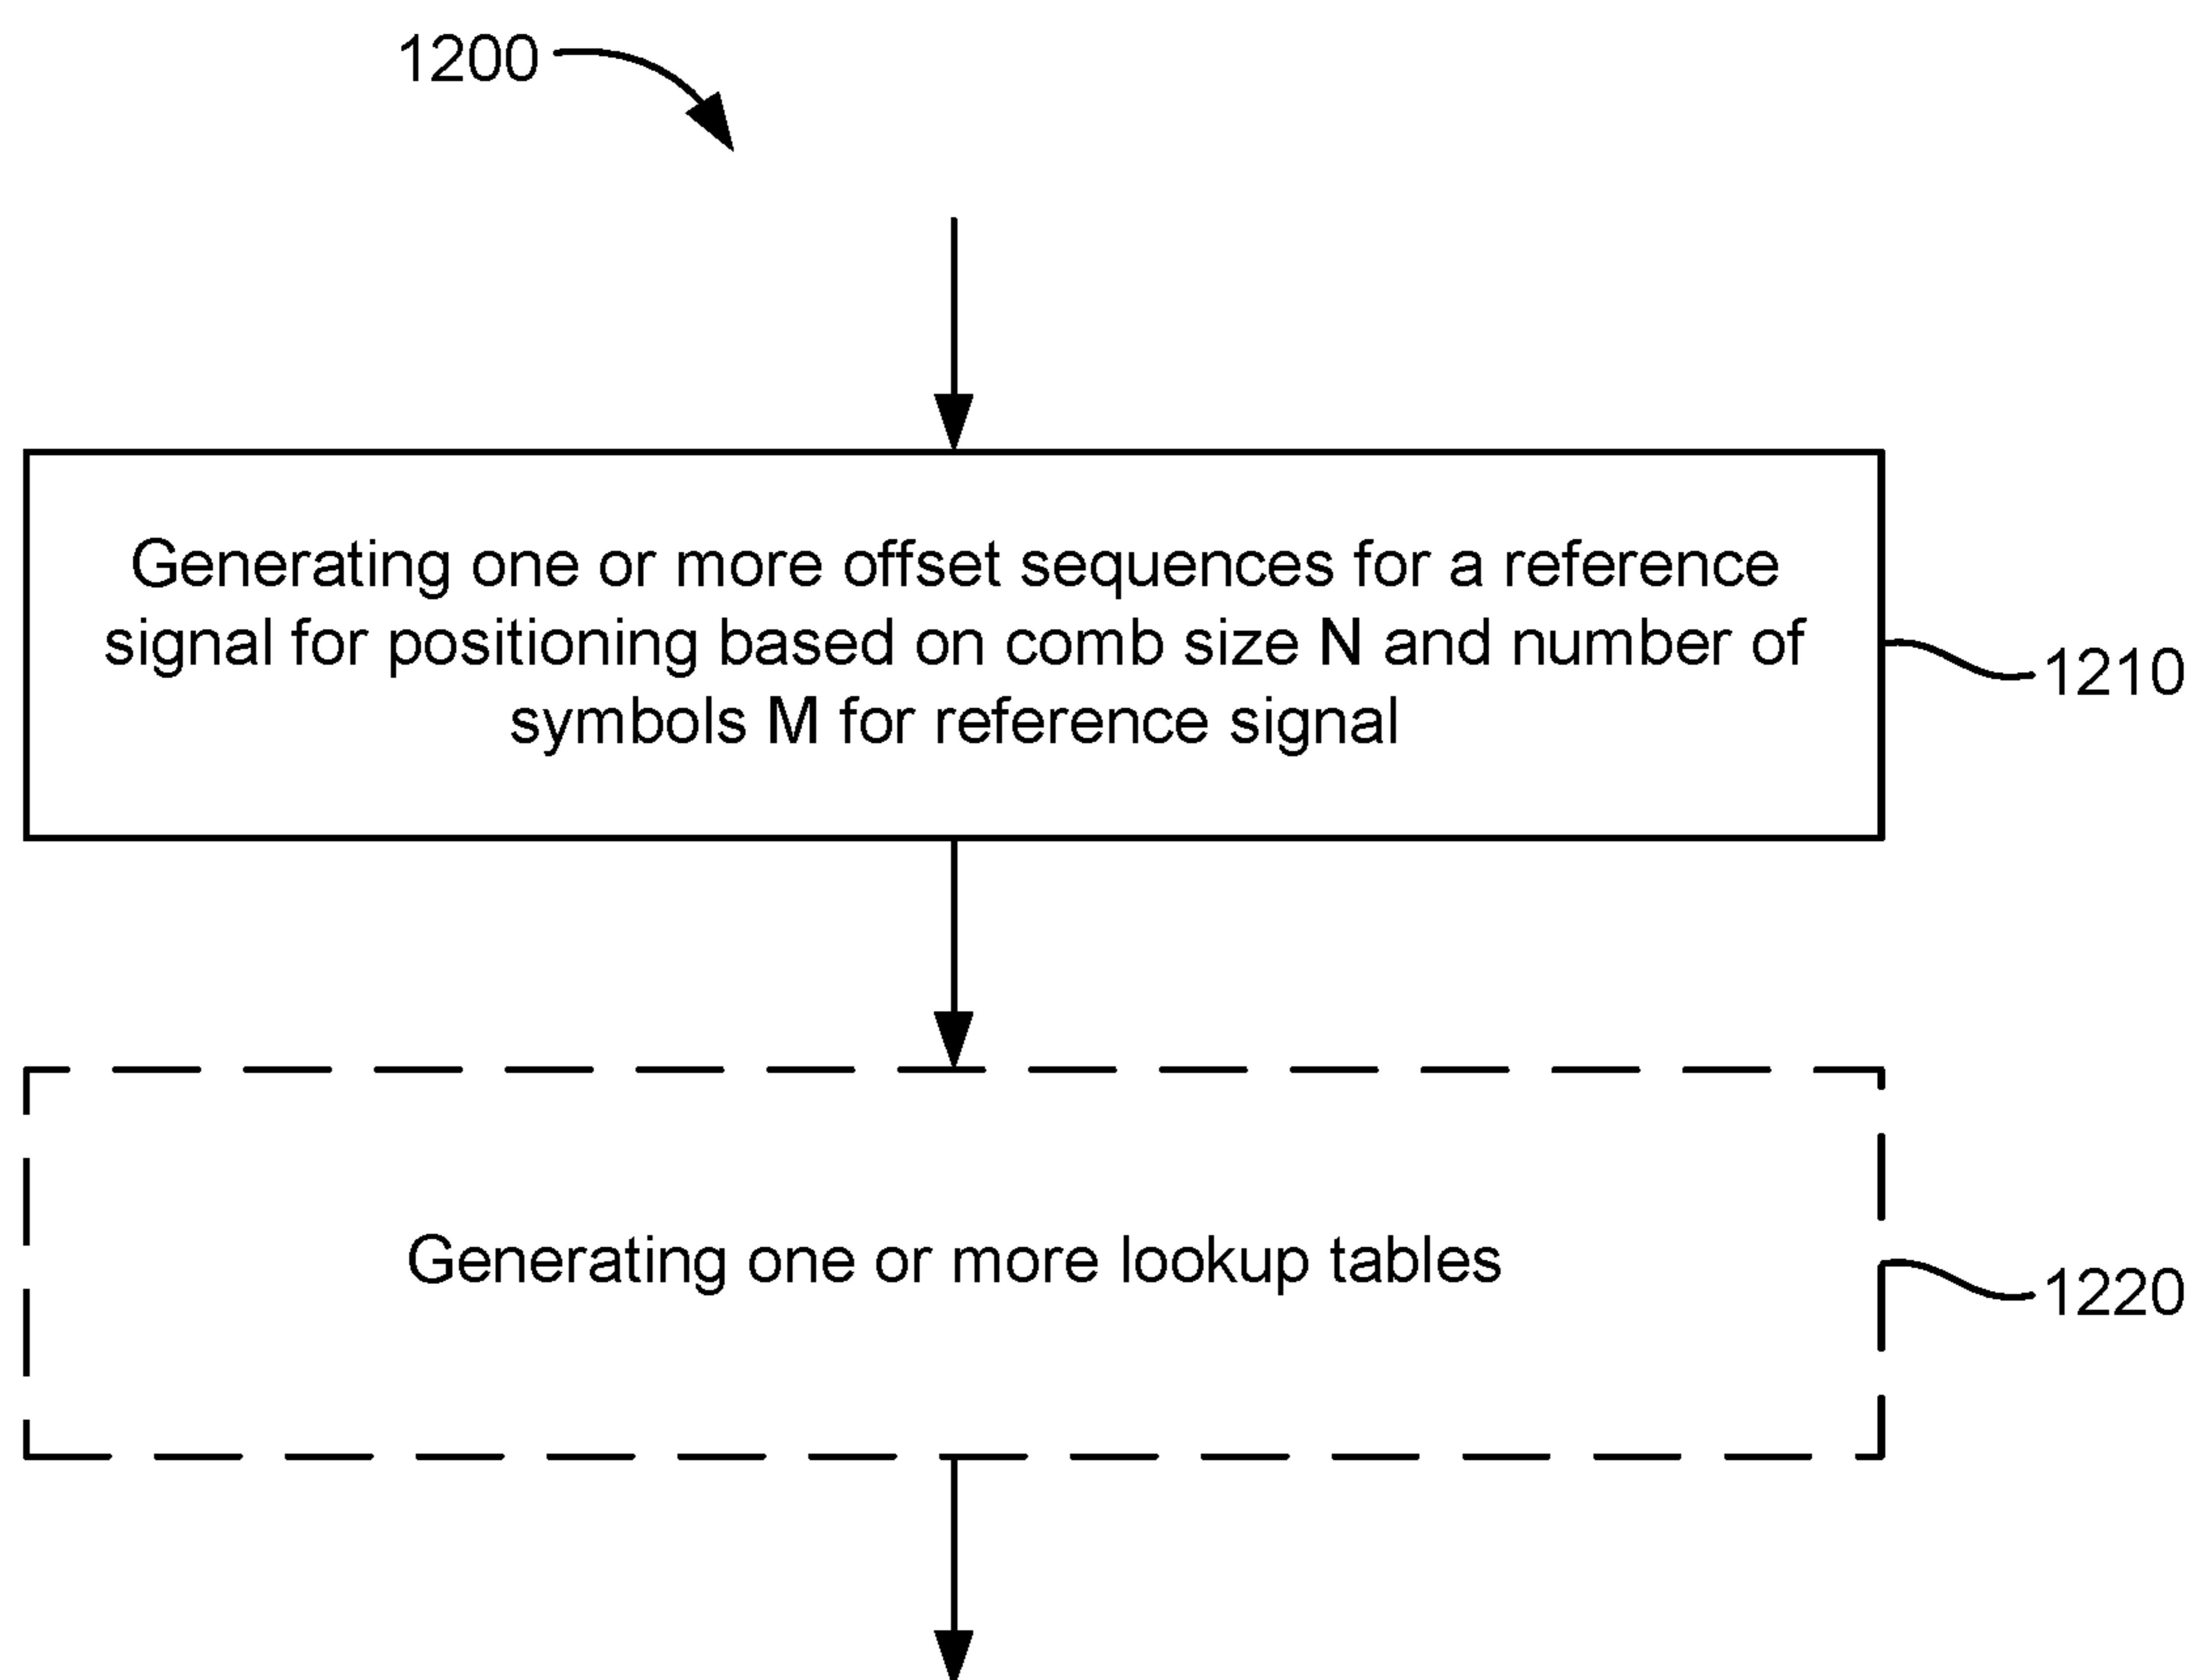 1200
Generating one or more offset sequences for a reference
signal for positioning based on comb size N and number of
symbols M for reference signal
1210
Generating one or more lookup tables
1220